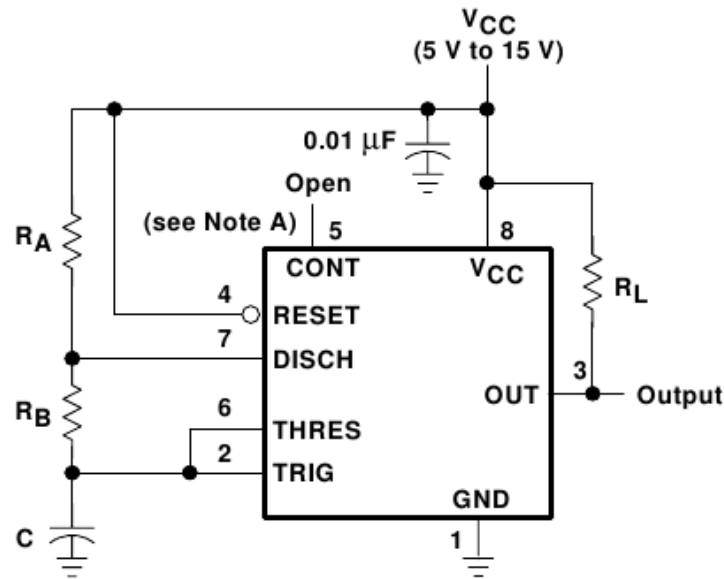 VCC
(5 V to 15 V)
0.01 μF
Open
(see Note A)
5
8
RA
CONT
VCC
RL
4
RESET
7
DISCH
3
RB
OUT
Output
6
THRES
2
TRIG
GND
C
1